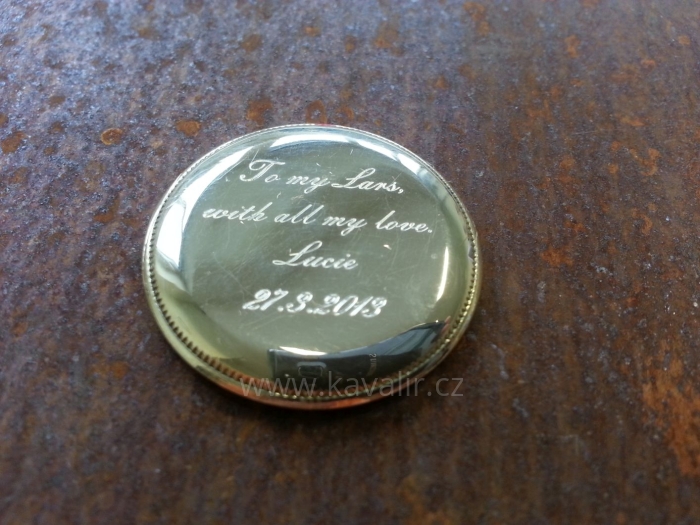 To my Lars,
with all my love.
Lucie
27.3.2013
www.kavalir.cz